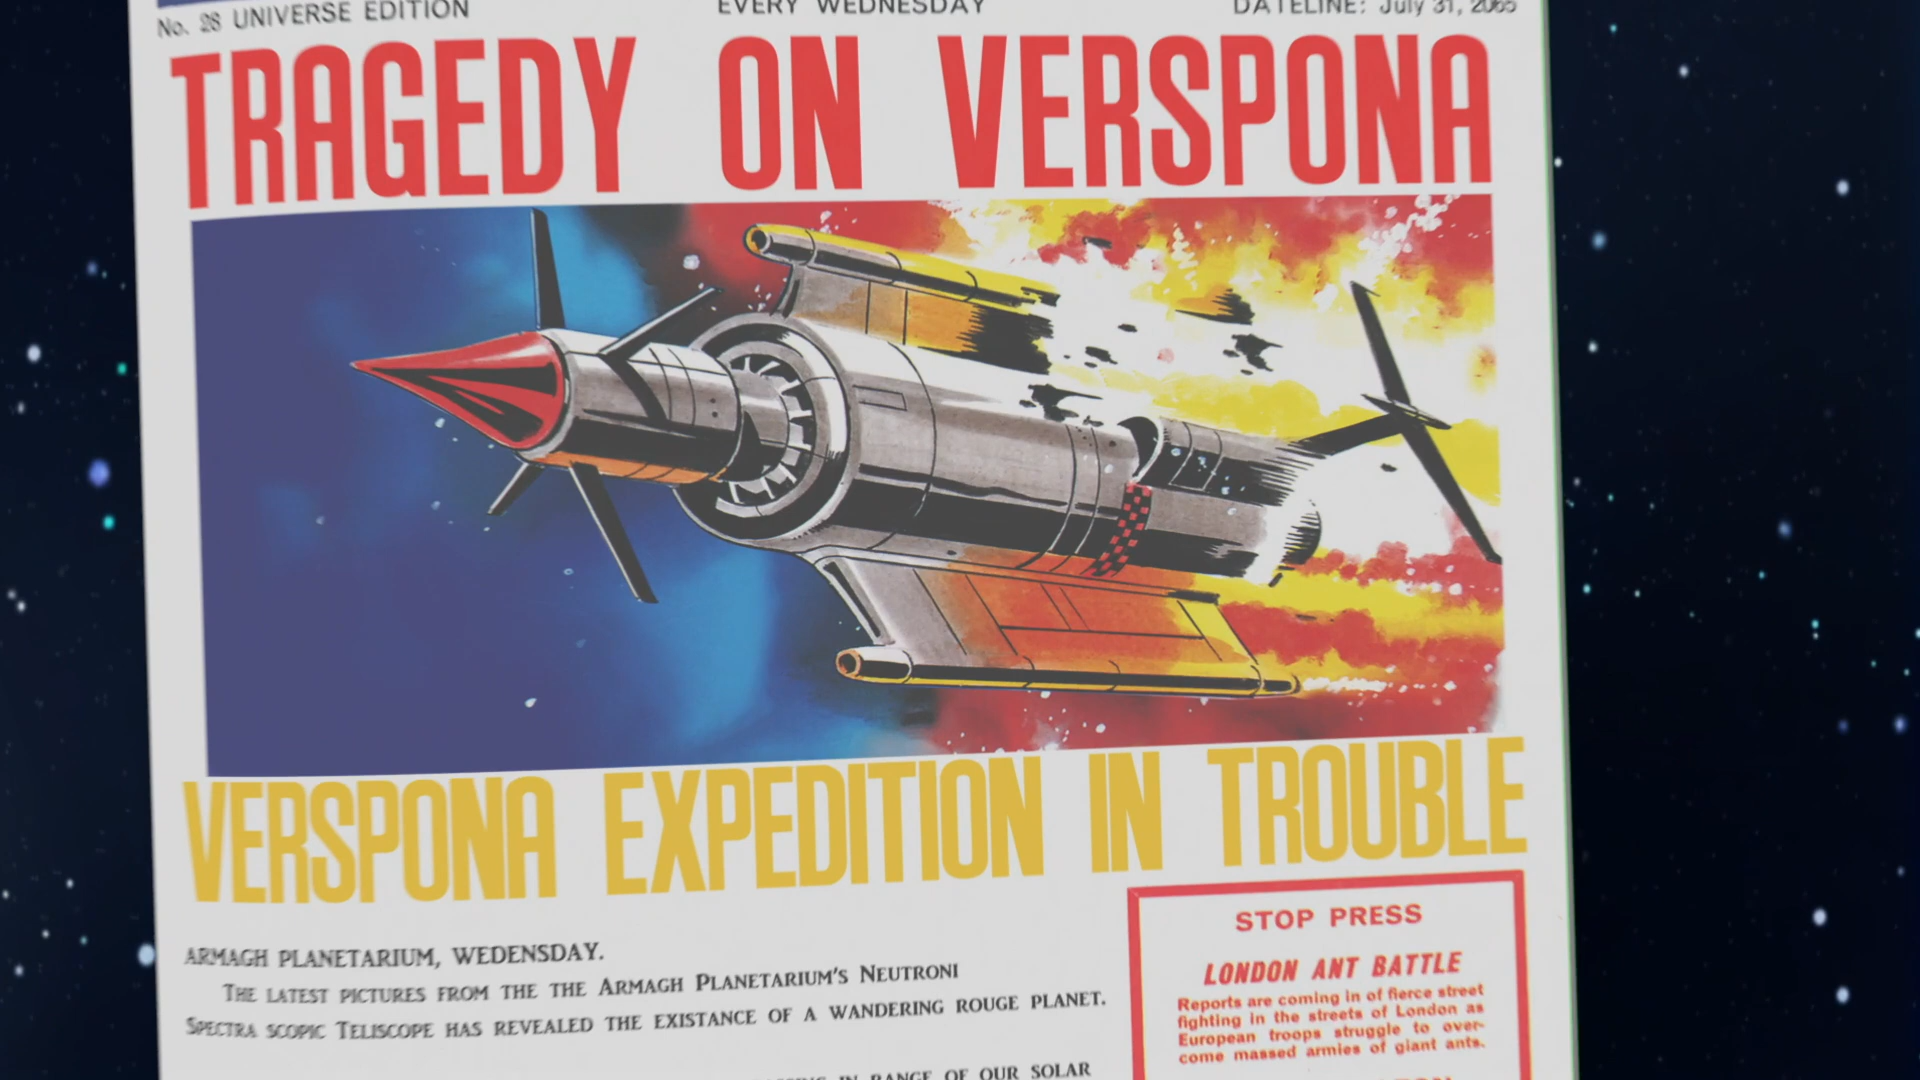 No. 28 UNIVERSE EDITION
EVERY WEDNESDAY
DATELINE: July 31, 2065
TRAGEDY ON VERSPONA
VERSPONA EXPEDITION IN TROUBLE
ARMAGH PLANETARIUM, WEDENSDAY.
THE LATEST PICTURES FROM THE THE ARMAGH PLANETARIUM'S NEUTRONI
SPECTRA SCOPIC TELISCOPE HAS REVEALED THE EXISTANCE OF A WANDERING ROUGE PLANET.
IN RANGE OF OUR SOLAR
STOP PRESS
LONDON ANT BATTLE
Reports are coming in of fierce street
fighting in the streets of London as
European troops struggle to over-
come massed armies of giant ants.